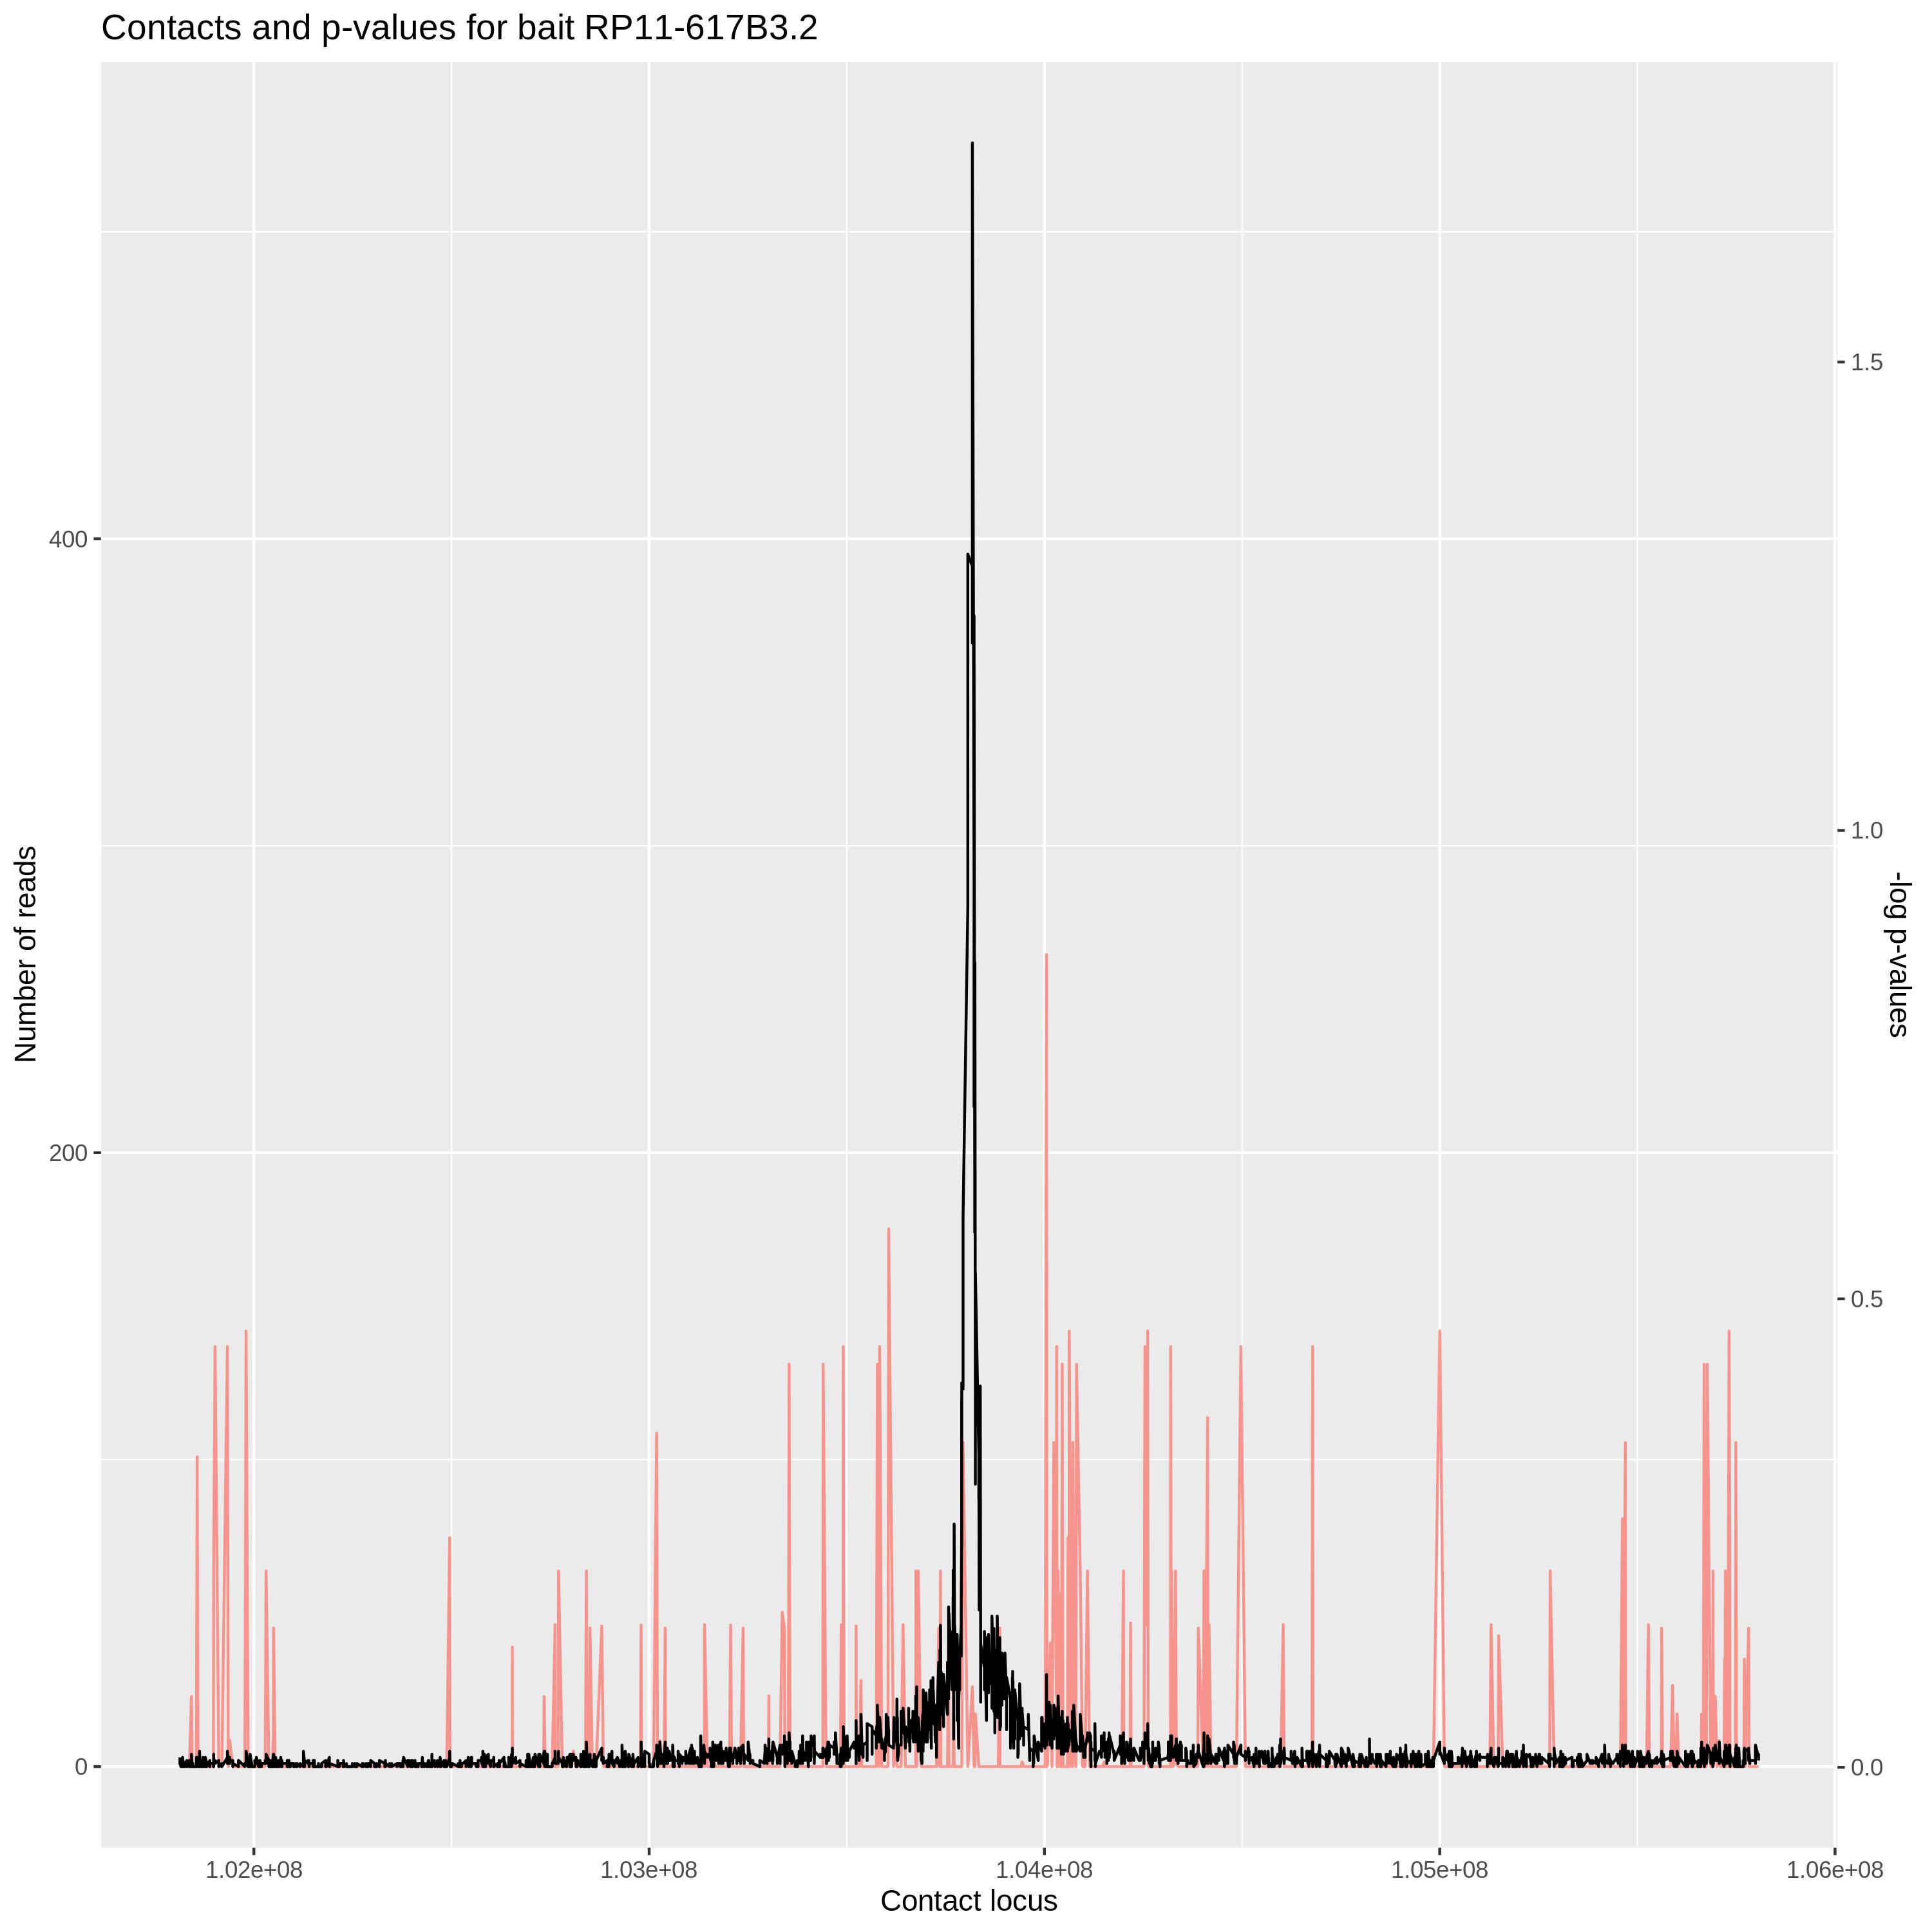 Contacts and p-values for bait RP11-617B3.2
Number of reads
400
200
0
1.5
1.0
0.5
0.0
-log p-values
1.02e+08
1.03e+08
1.04e+08
1.05e+08
1.06e+08
Contact locus